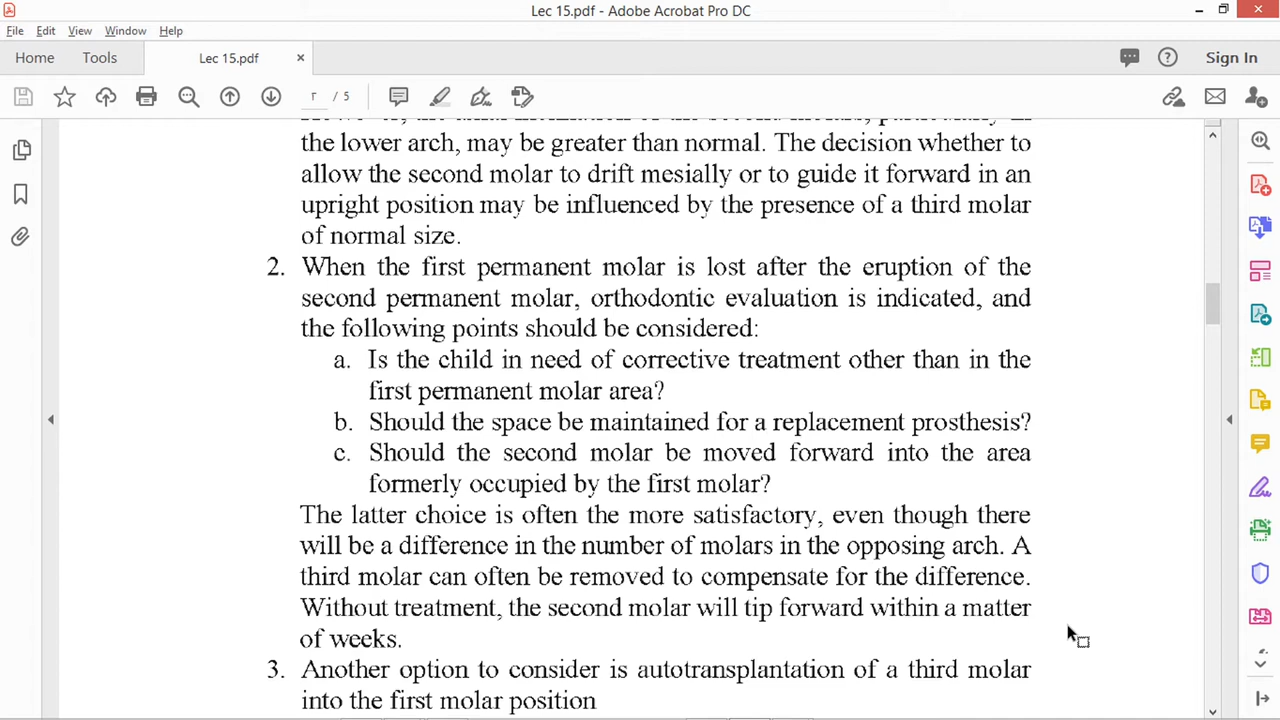 Lec 15.pdf - Adobe Acrobat Pro DC
File Edit View Window Help
Home Tools Lec 15.pdf × Sign In
٢ / 5
the lower arch, may be greater than normal. The decision whether to
allow the second molar to drift mesially or to guide it forward in an
upright position may be influenced by the presence of a third molar
of normal size.
2. When the first permanent molar is lost after the eruption of the
second permanent molar, orthodontic evaluation is indicated, and
the following points should be considered:
a. Is the child in need of corrective treatment other than in the
first permanent molar area?
b. Should the space be maintained for a replacement prosthesis?
c. Should the second molar be moved forward into the area
formerly occupied by the first molar?
The latter choice is often the more satisfactory, even though there
will be a difference in the number of molars in the opposing arch. A
third molar can often be removed to compensate for the difference.
Without treatment, the second molar will tip forward within a matter
of weeks.
3. Another option to consider is autotransplantation of a third molar
into the first molar position